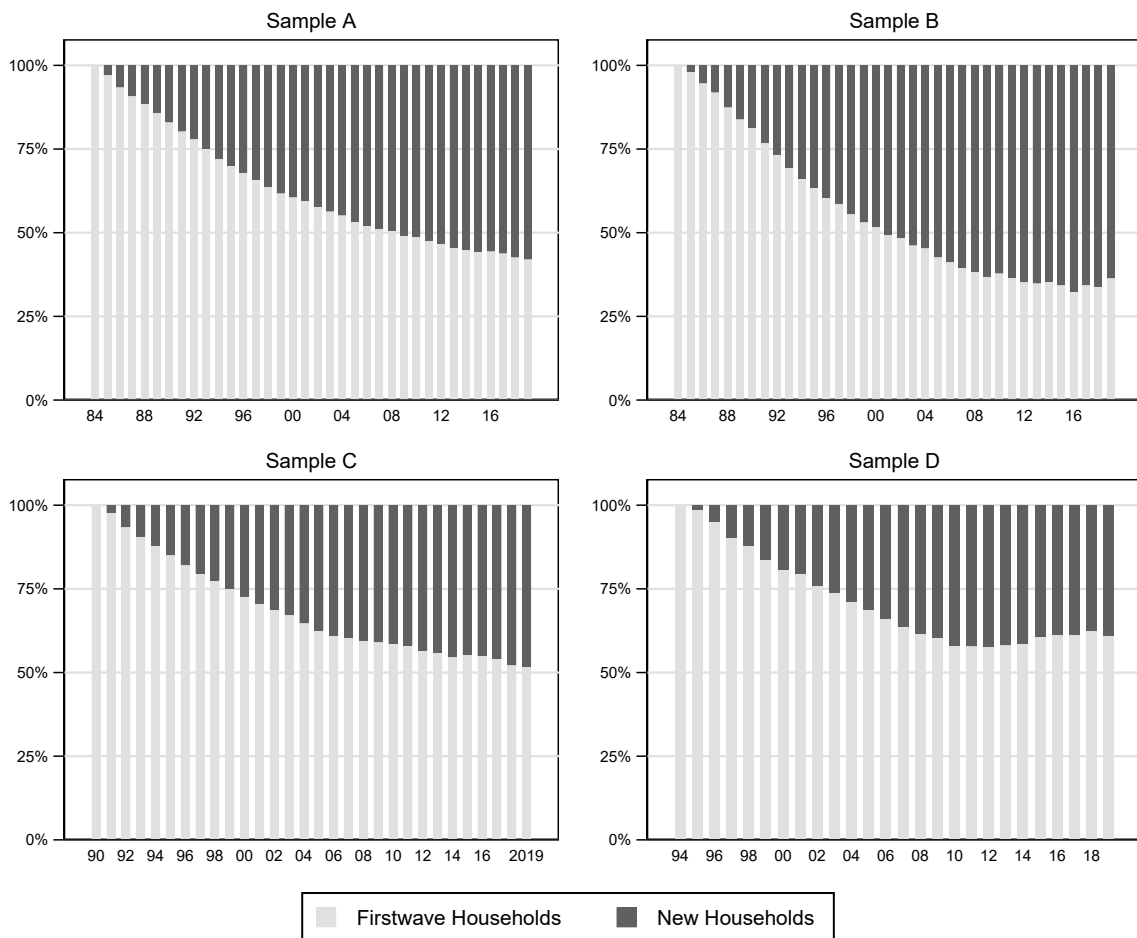 Sample A
100%
75%
50%
25%
0%
84 88 92 96 00 04 08 12 16
Sample B
100%
75%
50%
25%
0%
84 88 92 96 00 04 08 12 16
Sample C
100%
75%
50%
25%
0%
90 92 94 96 98 00 02 04 06 08 10 12 14 16 2019
Sample D
100%
75%
50%
25%
0%
94 96 98 00 02 04 06 08 10 12 14 16 18
Firstwave Households New Households